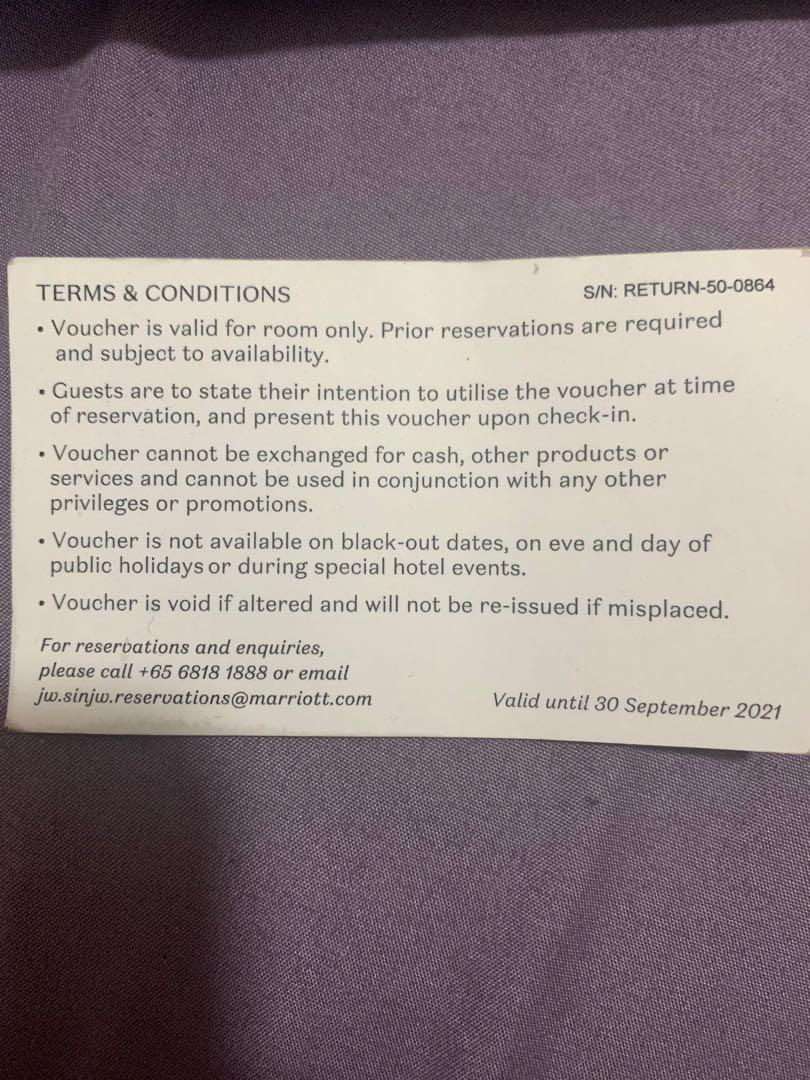 TERMS & CONDITIONS
S/N: RETURN-50-0864
• Voucher is valid for room only. Prior reservations are required
and subject to availability.
• Guests are to state their intention to utilise the voucher at time
of reservation, and present this voucher upon check-in.
• Voucher cannot be exchanged for cash, other products or
services and cannot be used in conjunction with any other
privileges or promotions.
• Voucher is not available on black-out dates, on eve and day of
public holidays or during special hotel events.
• Voucher is void if altered and will not be re-issued if misplaced.
For reservations and enquiries,
please call +65 6818 1888 or email
jw.sinjw.reservations@marriott.com
Valid until 30 September 2021